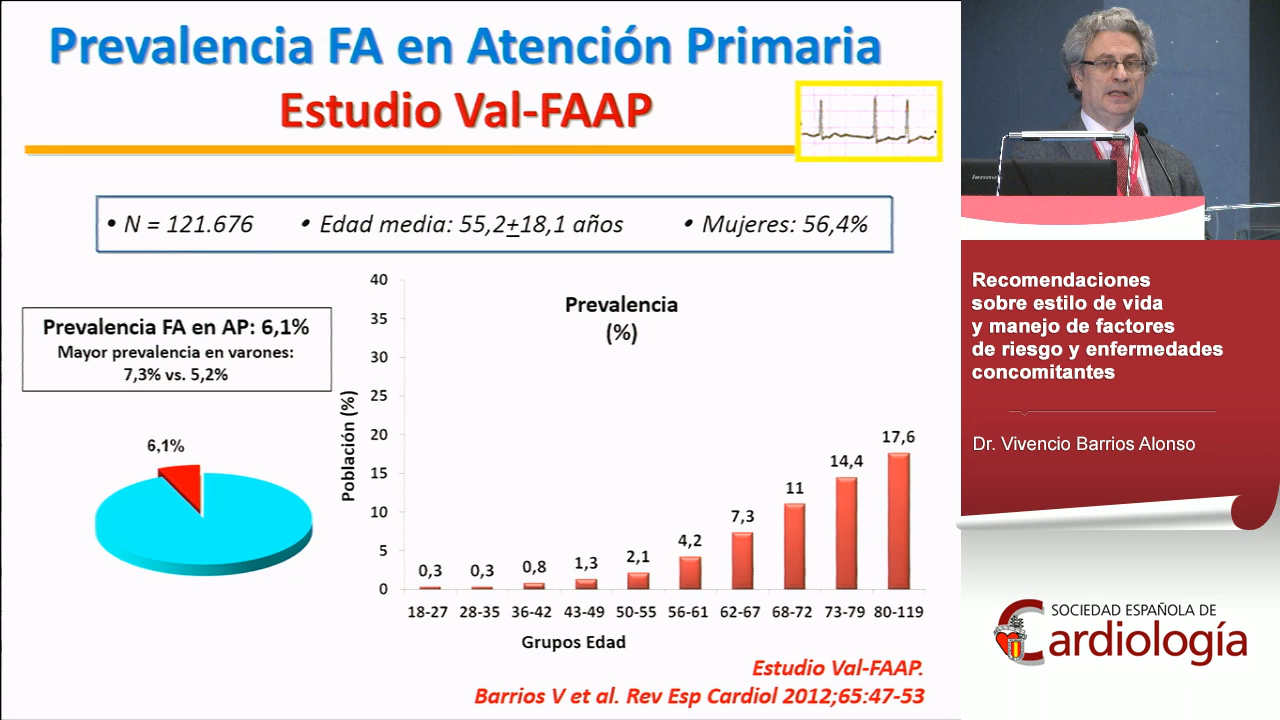 Prevalencia FA en Atención Primaria
Estudio Val-FAAP
• N = 121.676 • Edad media: 55,2+18,1 años • Mujeres: 56,4%
Prevalencia FA en AP: 6,1%
Mayor prevalencia en varones:
7,3% vs. 5,2%
6,1%
Prevalencia
(%)
Población (%)
40
35
30
25
20
15
10
5
0
0,3
0,3
0,8
1,3
2,1
4,2
7,3
11
14,4
17,6
18-27 28-35 36-42 43-49 50-55 56-61 62-67 68-72 73-79 80-119
Grupos Edad
Estudio Val-FAAP.
Barrios V et al. Rev Esp Cardiol 2012;65:47-53
lenovo
Recomendaciones
sobre estilo de vida
y manejo de factores
de riesgo y enfermedades
concomitantes
Dr. Vivencio Barrios Alonso
SOCIEDAD ESPAÑOLA DE
Cardiología